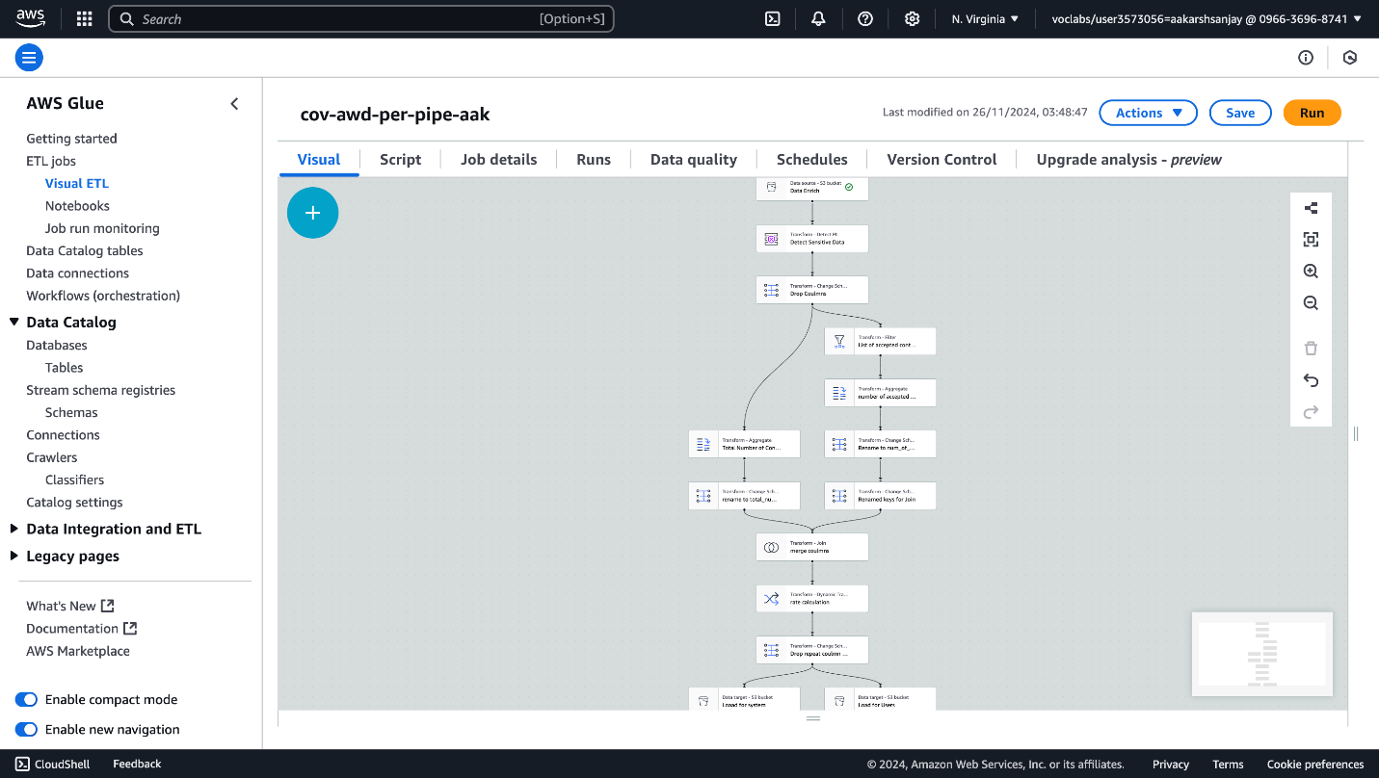 aws
Search [Option+S]
N. Virginia
voclabs/user3573056=aakarshsanjay @ 0966-3696-8741
AWS Glue
Getting started
ETL jobs
Visual ETL
Notebooks
Job run monitoring
Data Catalog tables
Data connections
Workflows (orchestration)
Data Catalog
Databases
Tables
Stream schema registries
Schemas
Connections
Crawlers
Classifiers
Catalog settings
Data Integration and ETL
Legacy pages
What's New
Documentation
AWS Marketplace
Enable compact mode
Enable new navigation
cov-awd-per-pipe-aak
Last modified on 26/11/2024, 03:48:47
Actions
Save
Run
Visual
Script
Job details
Runs
Data quality
Schedules
Version Control
Upgrade analysis - preview
Data source - S3 bucket
Data Enrich
Transform - Detect PII
Detect Sensitive Data
Transform - Change Sch...
Drop Coulmns
Transform - Filter
List of accepted cont...
Transform - Aggregate
number of accepted ...
Transform - Aggregate
Total Number of Con...
Transform - Change Sch...
Rename to num_of_...
Transform - Change Sch...
rename to total_nu...
Transform - Change Sch...
Renamed keys for Join
Transform - Join
merge coulmns
Transform - Dynamic Tra...
rate calculation
Transform - Change Sch...
Drop repeat coulmn ...
Data target - S3 bucket
Loaad for system
Data target - S3 bucket
Load for Users
CloudShell
Feedback
© 2024, Amazon Web Services, Inc. or its affiliates.
Privacy
Terms
Cookie preferences